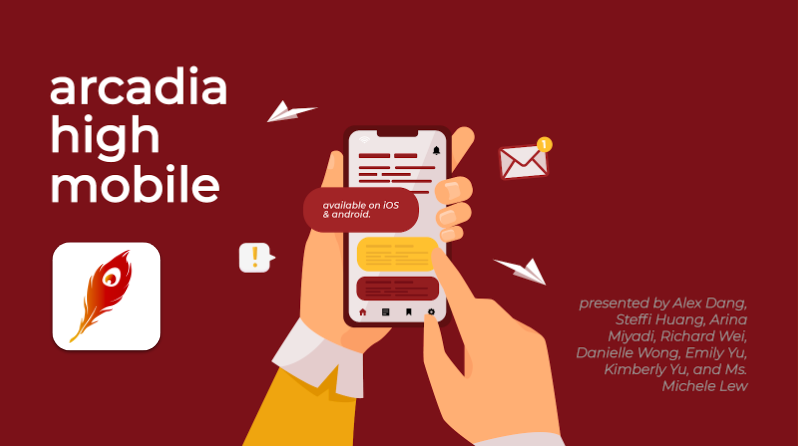 arcadia
high
mobile
available on iOS
& android.
1
!
presented by Alex Dang,
Steffi Huang, Arina
Miyadi, Richard Wei,
Danielle Wong, Emily Yu,
Kimberly Yu, and Ms.
Michele Lew